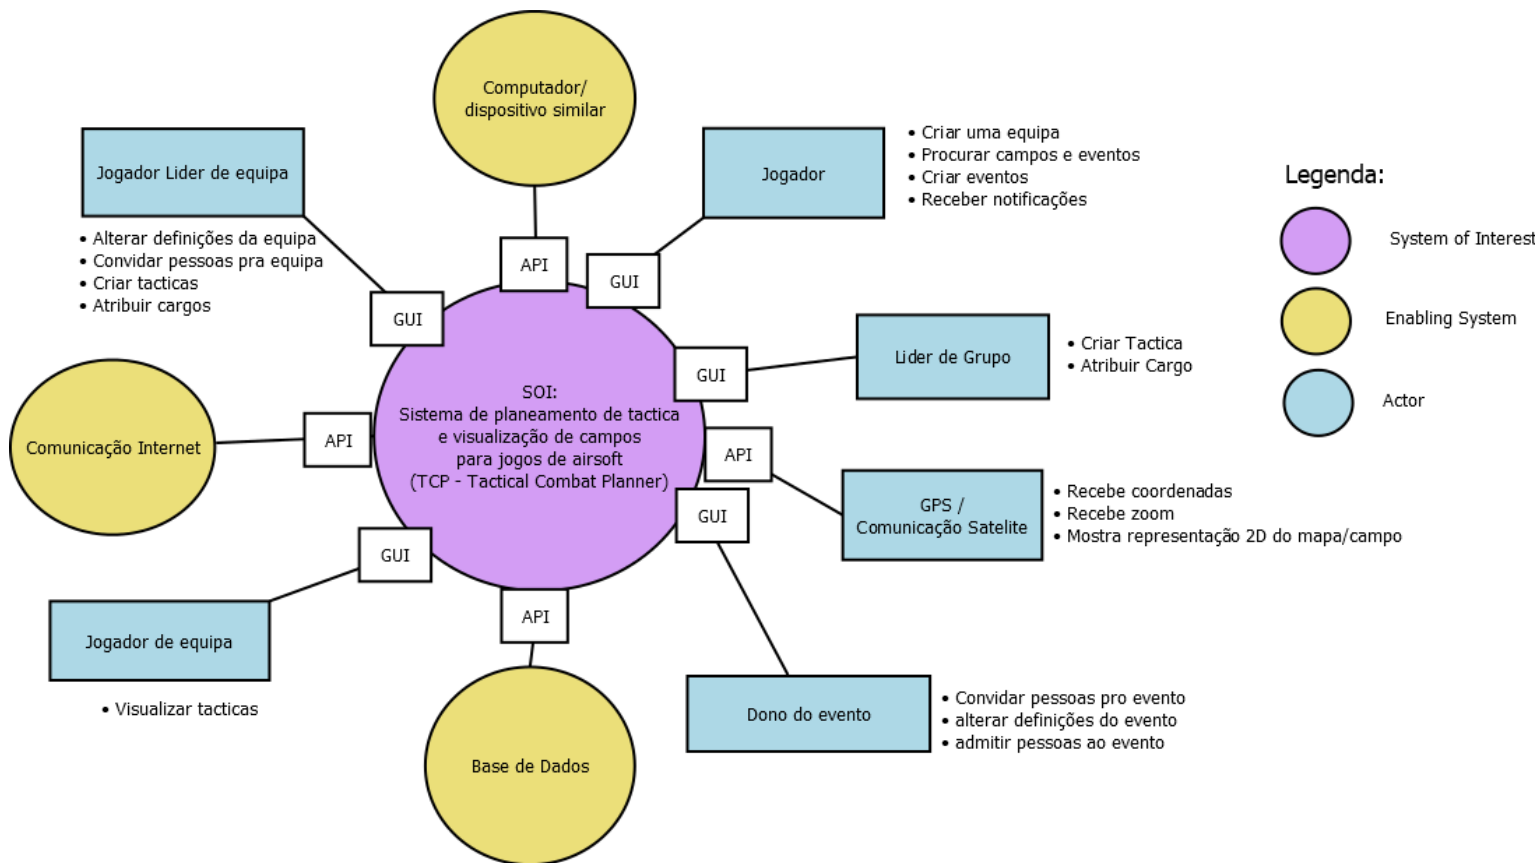 Computador/
dispositivo similar
Jogador Lider de equipa
• Alterar definições da equipa
• Convidar pessoas pra equipa
• Criar tacticas
• Atribuir cargos
Jogador
• Criar uma equipa
• Procurar campos e eventos
• Criar eventos
• Receber notificações
Legenda:
System of Interest
Enabling System
Actor
API
GUI
GUI
GUI
Lider de Grupo
• Criar Tactica
• Atribuir Cargo
SOI:
Sistema de planeamento de tactica
e visualização de campos
para jogos de airsoft
(TCP - Tactical Combat Planner)
Comunicação Internet
API
API
GPS /
Comunicação Satelite
• Recebe coordenadas
• Recebe zoom
• Mostra representação 2D do mapa/campo
GUI
GUI
API
Jogador de equipa
• Visualizar tacticas
Dono do evento
• Convidar pessoas pro evento
• alterar definições do evento
• admitir pessoas ao evento
Base de Dados